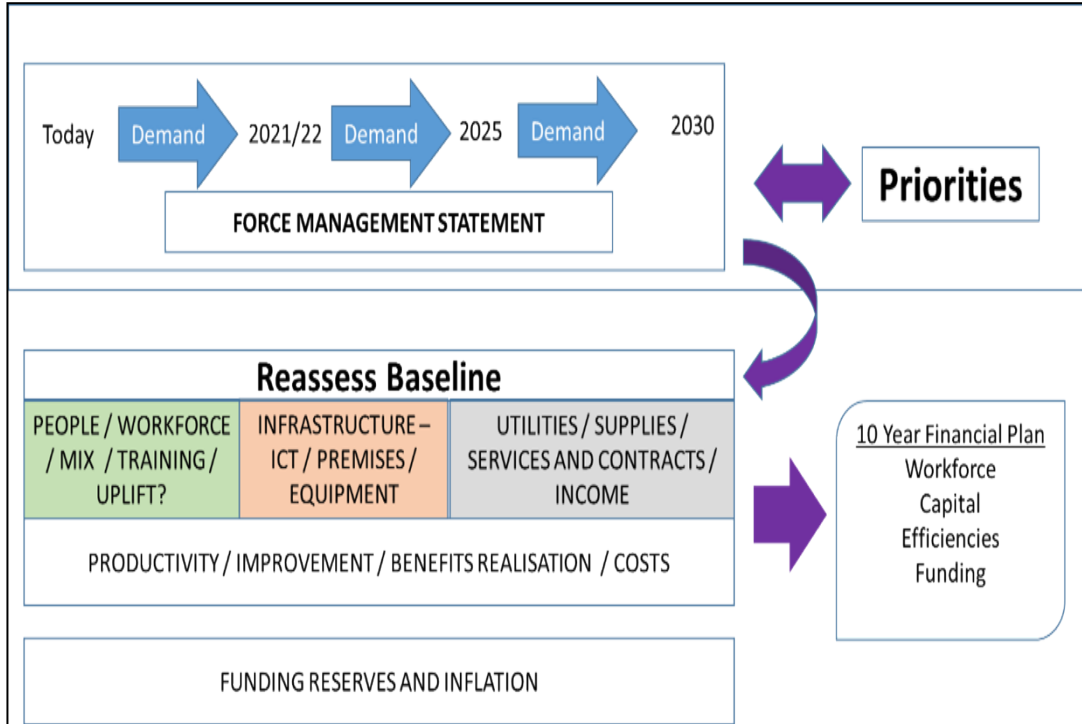 Today
Demand
2021/22
Demand
2025
Demand
2030
FORCE MANAGEMENT STATEMENT
Priorities
Reassess Baseline
PEOPLE / WORKFORCE
/ MIX / TRAINING /
UPLIFT?
INFRASTRUCTURE –
ICT / PREMISES /
EQUIPMENT
UTILITIES / SUPPLIES /
SERVICES AND CONTRACTS /
INCOME
PRODUCTIVITY / IMPROVEMENT / BENEFITS REALISATION / COSTS
10 Year Financial Plan
Workforce
Capital
Efficiencies
Funding
FUNDING RESERVES AND INFLATION